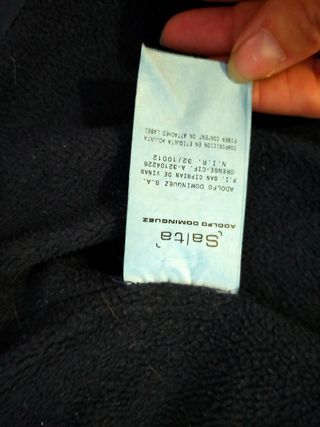 Salta
ADOLFO DOMINGUEZ
ADOLFO DOMINGUEZ S.A.
P.I. SAN CIPRIAN DE VINAS
ORENSE-CIF. A-32104226
N.I.R. 32/10012
COMPOSICION EN ETIQUETA ADJUNTA
FIBER CONTENT ON ATTACHED LABEL